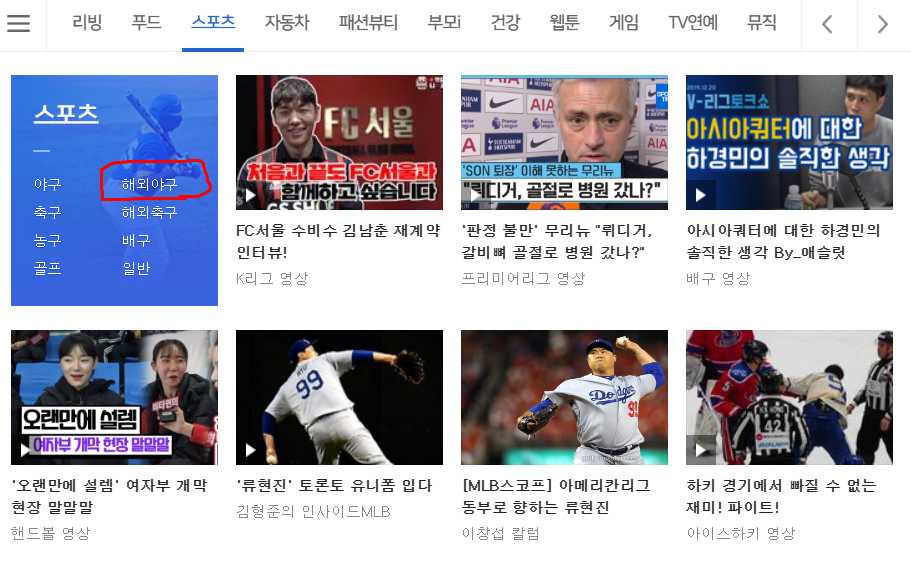 리빙 푸드 스포츠 자동차 패션뷰티 부모i 건강 웹툰 게임 TV연예 뮤직
스포츠
야구 해외야구
축구 해외축구
농구 배구
골프 일반
FC서울
처음과 끝도 FC서울과
함께하고 싶습니다
FC서울 수비수 김남춘 재계약
인터뷰!
K리그 영상
AIA
Premier League
'SON 퇴장' 이해 못하는 무리뉴
"뤼디거, 골절로 병원 갔나?"
'판정 불만' 무리뉴 "뤼디거,
갈비뼈 골절로 병원 갔나?"
프리미어리그 영상
2019.12.20
V-리그토크쇼
아시아쿼터에 대한
하경민의 솔직한 생각
아시아쿼터에 대한 하경민의
솔직한 생각 By_애슬릿
배구 영상
오랜만에 설렘
여자부 개막 현장 말말말
'오랜만에 설렘' 여자부 개막
현장 말말말
핸드볼 영상
RYU
99
'류현진' 토론토 유니폼 입다
김형준의 인사이드MLB
Dodgers
99
[MLB스코프] 아메리칸리그
동부로 향하는 류현진
이창섭 칼럼
42
하키 경기에서 빠질 수 없는
재미! 파이트!
아이스하키 영상